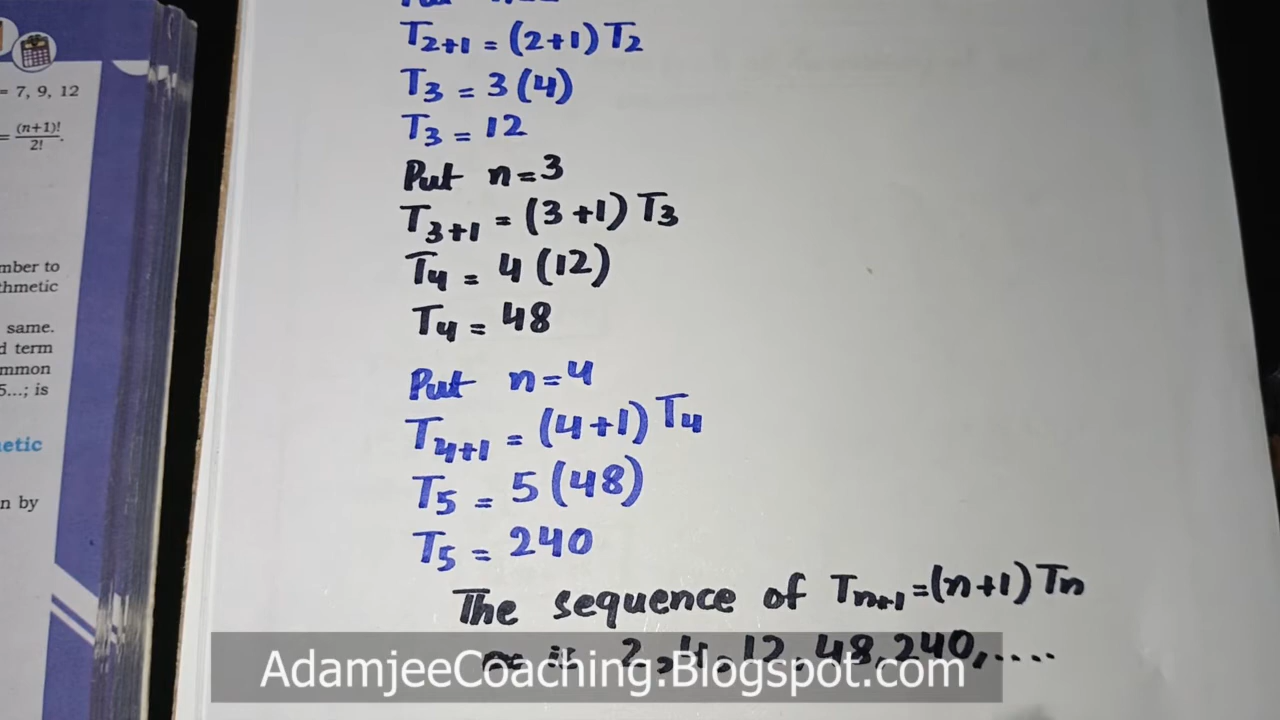 = 7, 9, 12
= (n+1)!/2!.
mber to
thmetic
same.
d term
mmon
5...; is
etic
n by
T2+1 = (2+1) T2
T3 = 3(4)
T3 = 12
Put n=3
T3+1 = (3+1) T3
T4 = 4(12)
T4 = 48
Put n=4
T4+1 = (4+1) T4
T5 = 5(48)
T5 = 240
The sequence of Tn+1=(n+1) Tn
is 2,4,12,48,240,....
AdamjeeCoaching.Blogspot.com